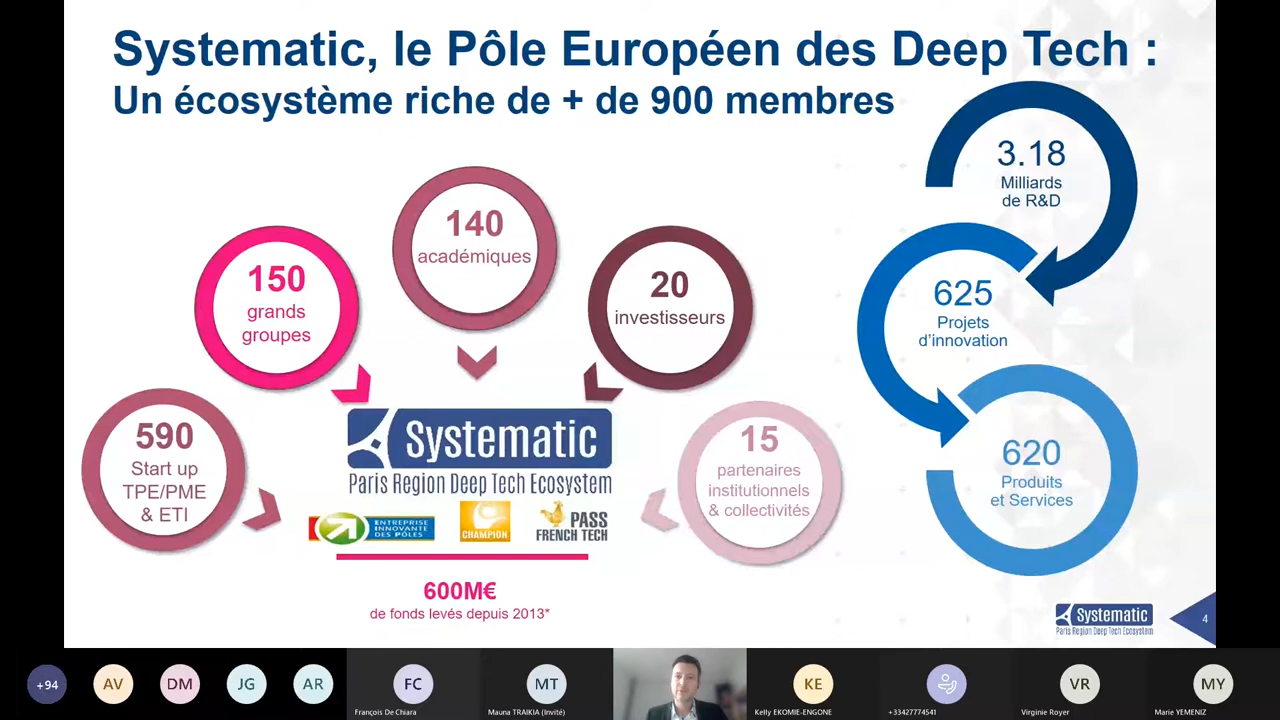 Systematic, le Pôle Européen des Deep Tech :
Un écosystème riche de + de 900 membres
3.18
Milliards
de R&D
140
académiques
150
grands
groupes
20
investisseurs
625
Projets
d'innovation
590
Start up
TPE/PME
& ETI
Systematic
Paris Region Deep Tech Ecosystem
ENTREPRISE
INNOVANTE
DES PÔLES
CHAMPION
PASS
FRENCH TECH
15
partenaires
institutionnels
& collectivités
620
Produits
et Services
600M€
de fonds levés depuis 2013*
Systematic
Paris Region Deep Tech Ecosystem
4
+94
AV
DM
JG
AR
FC
François De Chiara
MT
Mauna TRAIKIA (Invité)
KE
Kelly EKOMIE-ENGONE
+33427774541
VR
Virginie Royer
MY
Marie YEMENIZ